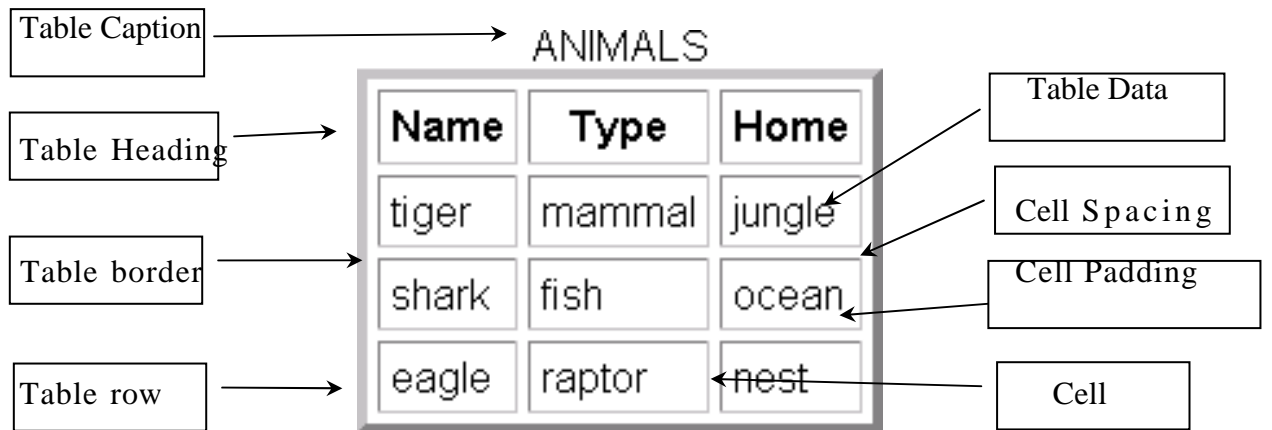 Table Caption
ANIMALS
Table Heading
Name Type Home
Table Data
tiger mammal jungle
Cell Spacing
Table border
Cell Padding
shark fish ocean
Table row
eagle raptor nest
Cell